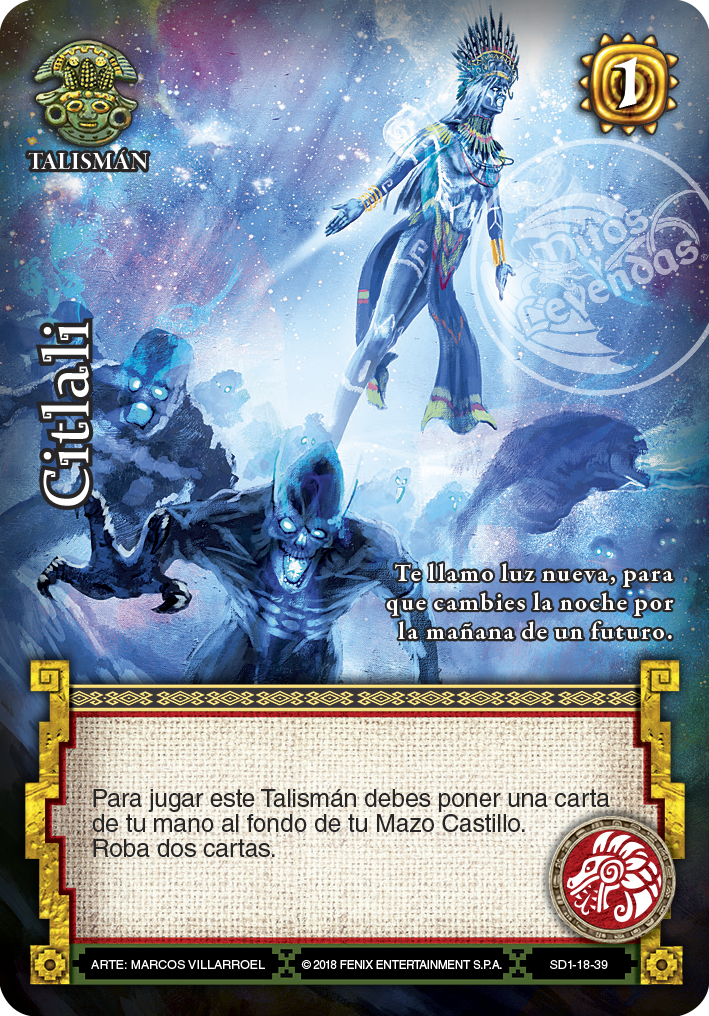 TALISMÁN
1
Mitos
y
Leyendas®
Citlali
Te llamo luz nueva, para
que cambies la noche por
la mañana de un futuro.
Para jugar este Talismán debes poner una carta
de tu mano al fondo de tu Mazo Castillo.
Roba dos cartas.
ARTE: MARCOS VILLARROEL
© 2018 FENIX ENTERTAINMENT S.P.A.
SD1-18-39